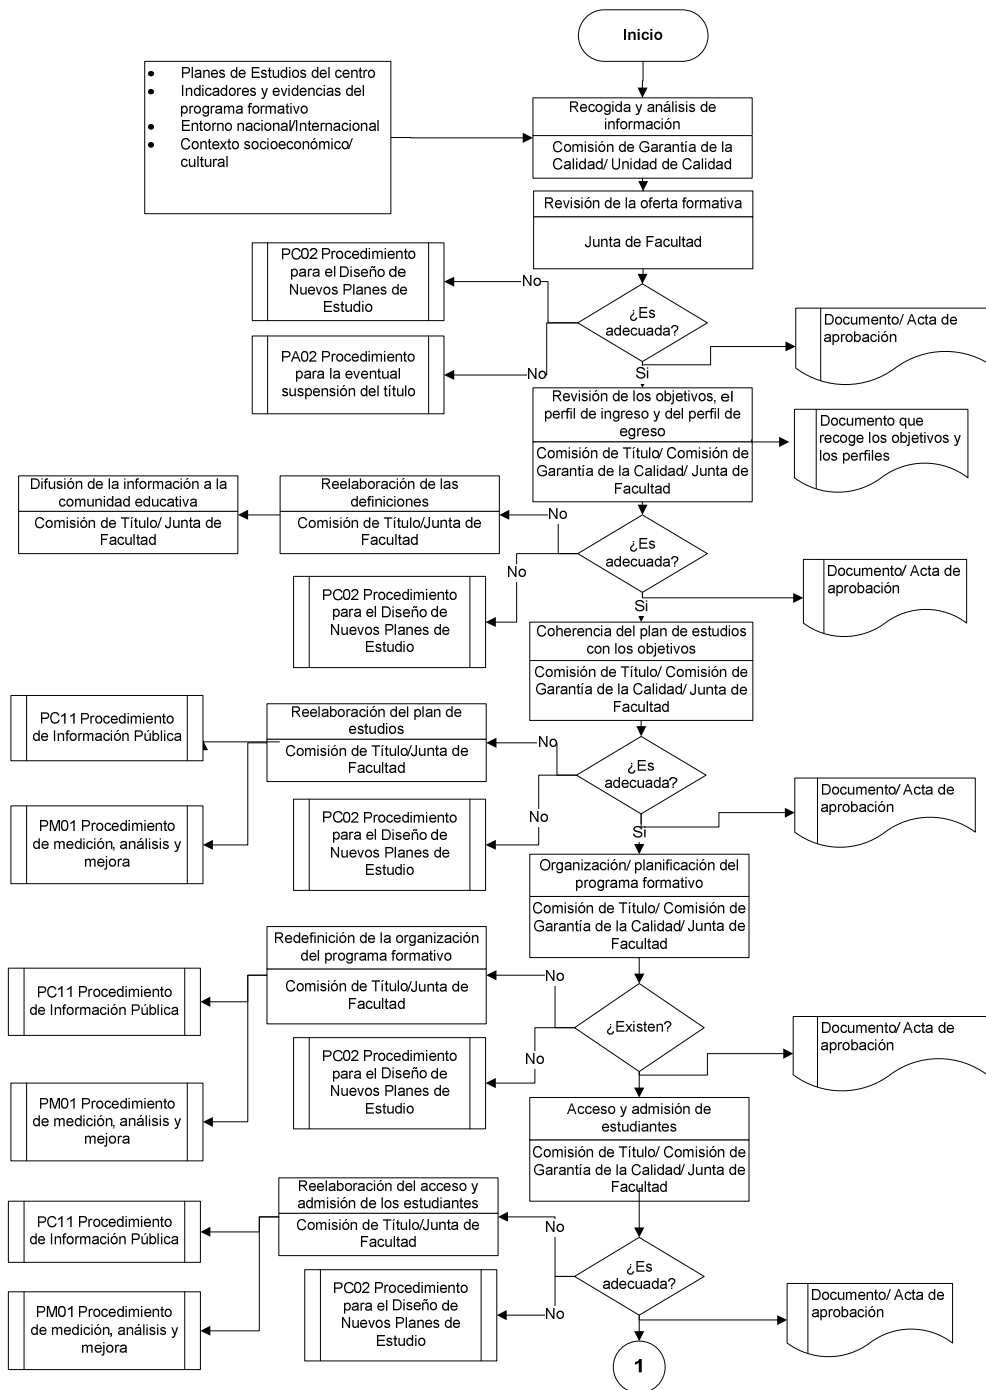 Inicio
• Planes de Estudios del centro
• Indicadores y evidencias del
programa formativo
• Entorno nacional/Internacional
• Contexto socioeconómico/
cultural
Recogida y análisis de
información
Comisión de Garantía de la
Calidad/ Unidad de Calidad
Revisión de la oferta formativa
Junta de Facultad
PC02 Procedimiento
para el Diseño de
Nuevos Planes de
Estudio
No
¿Es
adecuada?
Documento/ Acta de
aprobación
PA02 Procedimiento
para la eventual
suspensión del título
No
Si
Revisión de los objetivos, el
perfil de ingreso y del perfil de
egreso
Comisión de Título/ Comisión de
Garantía de la Calidad/ Junta de
Facultad
Documento que
recoge los objetivos y
los perfiles
Difusión de la información a la
comunidad educativa
Comisión de Título/ Junta de
Facultad
Reelaboración de las
definiciones
Comisión de Título/Junta de
Facultad
No
¿Es
adecuada?
No
PC02 Procedimiento
para el Diseño de
Nuevos Planes de
Estudio
Documento/ Acta de
aprobación
Si
Coherencia del plan de estudios
con los objetivos
Comisión de Título/ Comisión de
Garantía de la Calidad/ Junta de
Facultad
PC11 Procedimiento
de Información Pública
Reelaboración del plan de
estudios
Comisión de Título/Junta de
Facultad
No
¿Es
adecuada?
PM01 Procedimiento
de medición, análisis y
mejora
PC02 Procedimiento
para el Diseño de
Nuevos Planes de
Estudio
No
Si
Documento/ Acta de
aprobación
Organización/ planificación del
programa formativo
Comisión de Título/ Comisión de
Garantía de la Calidad/ Junta de
Facultad
Redefinición de la organización
del programa formativo
Comisión de Título/Junta de
Facultad
No
PC11 Procedimiento
de Información Pública
¿Existen?
Documento/ Acta de
aprobación
PC02 Procedimiento
para el Diseño de
Nuevos Planes de
Estudio
No
PM01 Procedimiento
de medición, análisis y
mejora
Acceso y admisión de
estudiantes
Comisión de Título/ Comisión de
Garantía de la Calidad/ Junta de
Facultad
Reelaboración del acceso y
admisión de los estudiantes
Comisión de Título/Junta de
Facultad
No
PC11 Procedimiento
de Información Pública
¿Es
adecuada?
PC02 Procedimiento
para el Diseño de
Nuevos Planes de
Estudio
No
PM01 Procedimiento
de medición, análisis y
mejora
Documento/ Acta de
aprobación
1